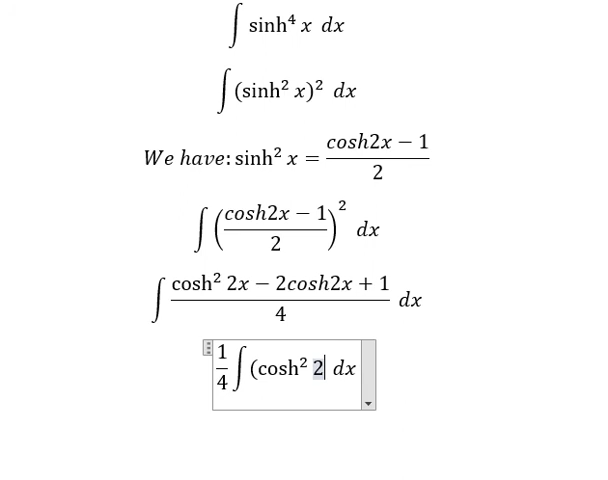 ∫ sinh⁴ x dx
∫ (sinh² x)² dx
We have: sinh² x = (cosh2x − 1)/2
∫ ((cosh2x − 1)/2)² dx
∫ (cosh² 2x − 2cosh2x + 1)/4 dx
1/4 ∫ (cosh² 2 dx